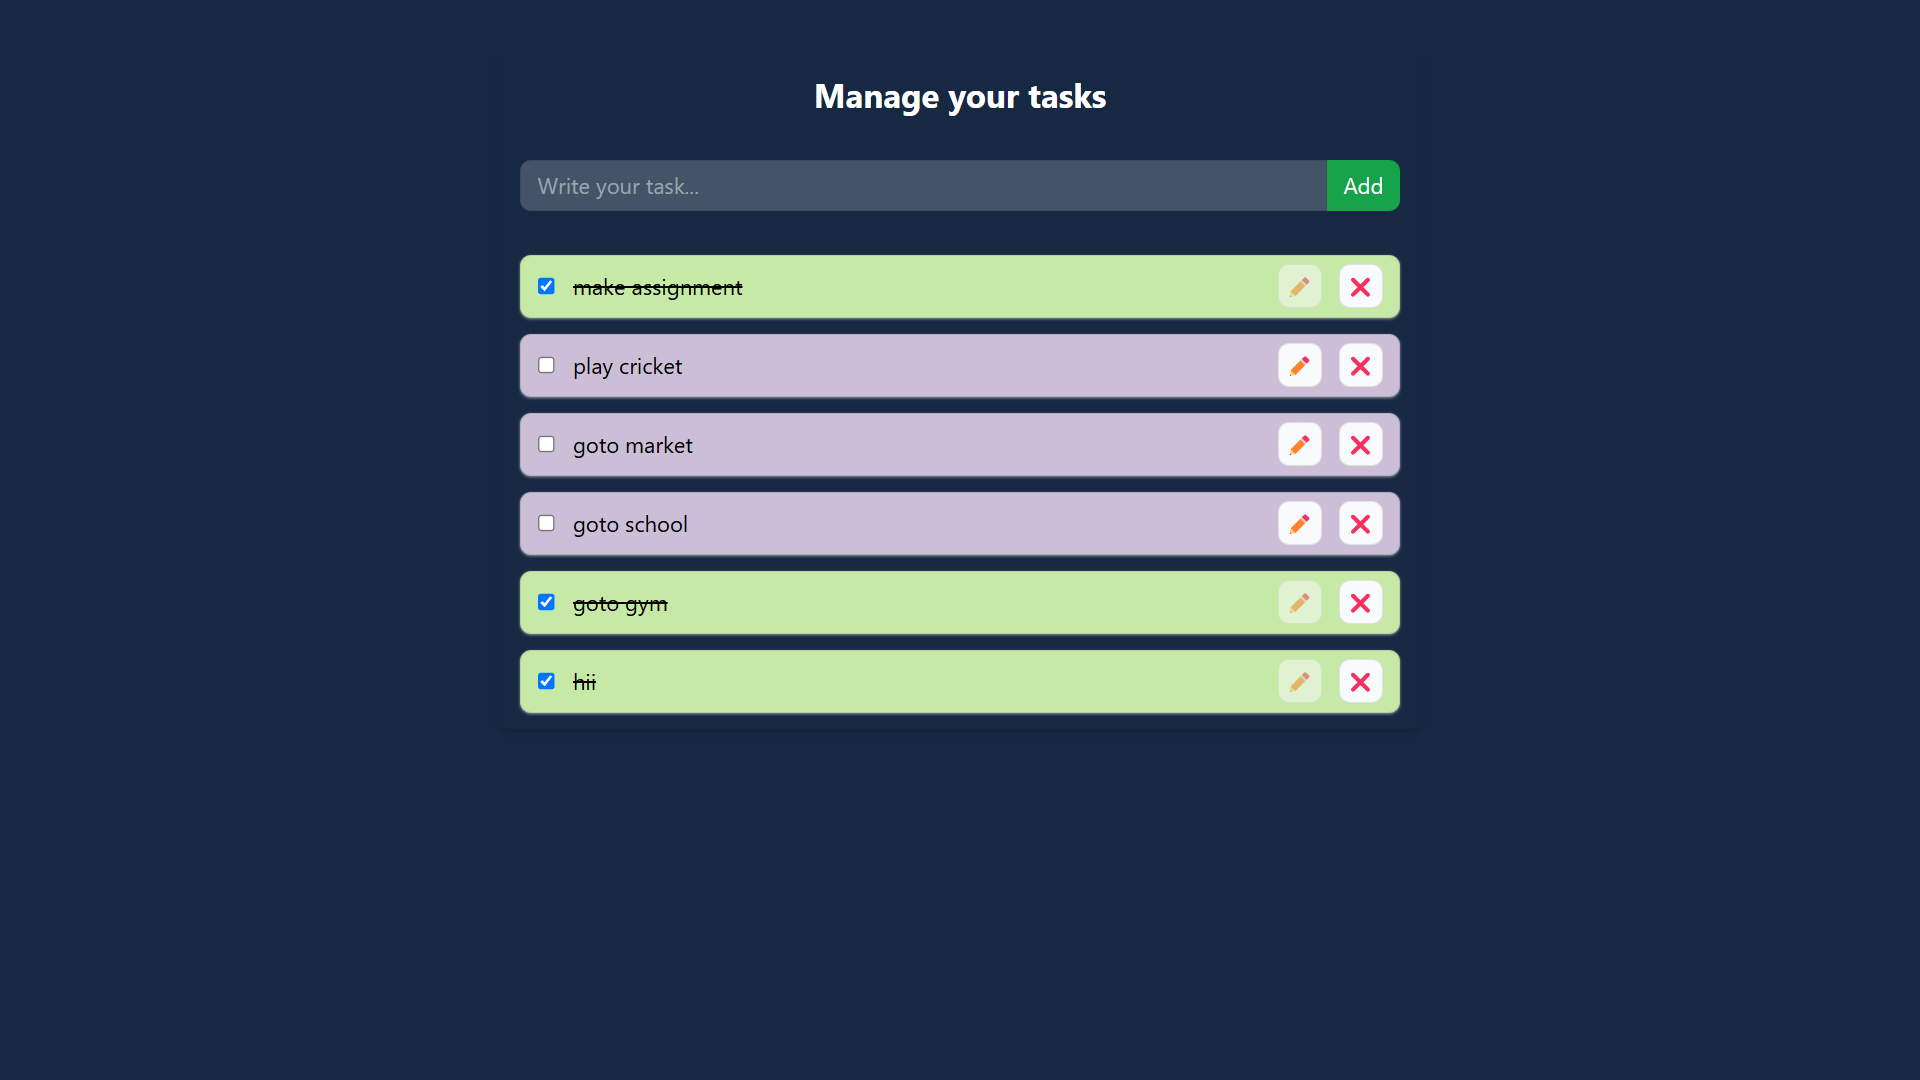 Manage your tasks
Write your task...
Add
make assignment
play cricket
goto market
goto school
goto gym
hii